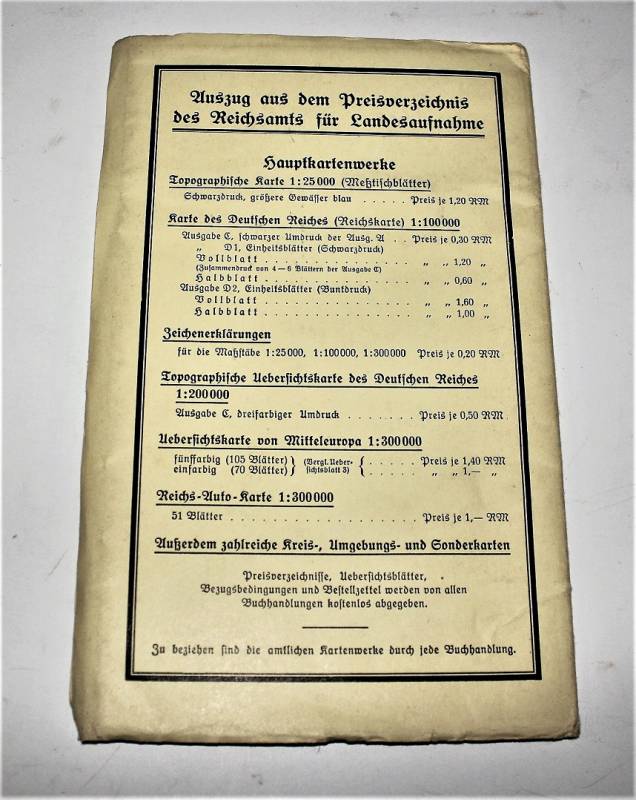 Auszug aus dem Preisverzeichnis
des Reichsamts für Landesaufnahme
Hauptkartenwerke
Topographische Karte 1:25000 (Meßtischblätter)
Schwarzdruck, größere Gewässer blau . . . . . Preis je 1,20 RM
Karte des Deutschen Reiches (Reichskarte) 1:100000
Ausgabe C, schwarzer Umdruck der Ausg. A . . Preis je 0,30 RM
„ D1, Einheitsblätter (Schwarzdruck)
Vollblatt . . . . . . . . . . . . . . „ „ 1,20 „
(Zusammendruck von 4—6 Blättern der Ausgabe C)
Halbblatt . . . . . . . . . . . . . . „ „ 0,60 „
Ausgabe D2, Einheitsblätter (Buntdruck)
Vollblatt . . . . . . . . . . . . . . „ „ 1,60 „
Halbblatt . . . . . . . . . . . . . . „ „ 1,00 „
Zeichenerklärungen
für die Maßstäbe 1:25000, 1:100000, 1:300000 Preis je 0,20 RM
Topographische Uebersichtskarte des Deutschen Reiches
1:200000
Ausgabe C, dreifarbiger Umdruck . . . . . . . Preis je 0,50 RM
Uebersichtskarte von Mitteleuropa 1:300000
fünffarbig (105 Blätter) } (Vergl. Ueber- { . . . . . Preis je 1,40 RM
einfarbig (70 Blätter) } sichtsblatt 3) { . . . . . „ „ 1,— „
Reichs-Auto-Karte 1:300000
51 Blätter . . . . . . . . . . . . . . . . . . Preis je 1,— RM
Außerdem zahlreiche Kreis-, Umgebungs- und Sonderkarten
Preisverzeichnisse, Uebersichtsblätter,
Bezugsbedingungen und Bestellzettel werden von allen
Buchhandlungen kostenlos abgegeben.
Zu beziehen sind die amtlichen Kartenwerke durch jede Buchhandlung.